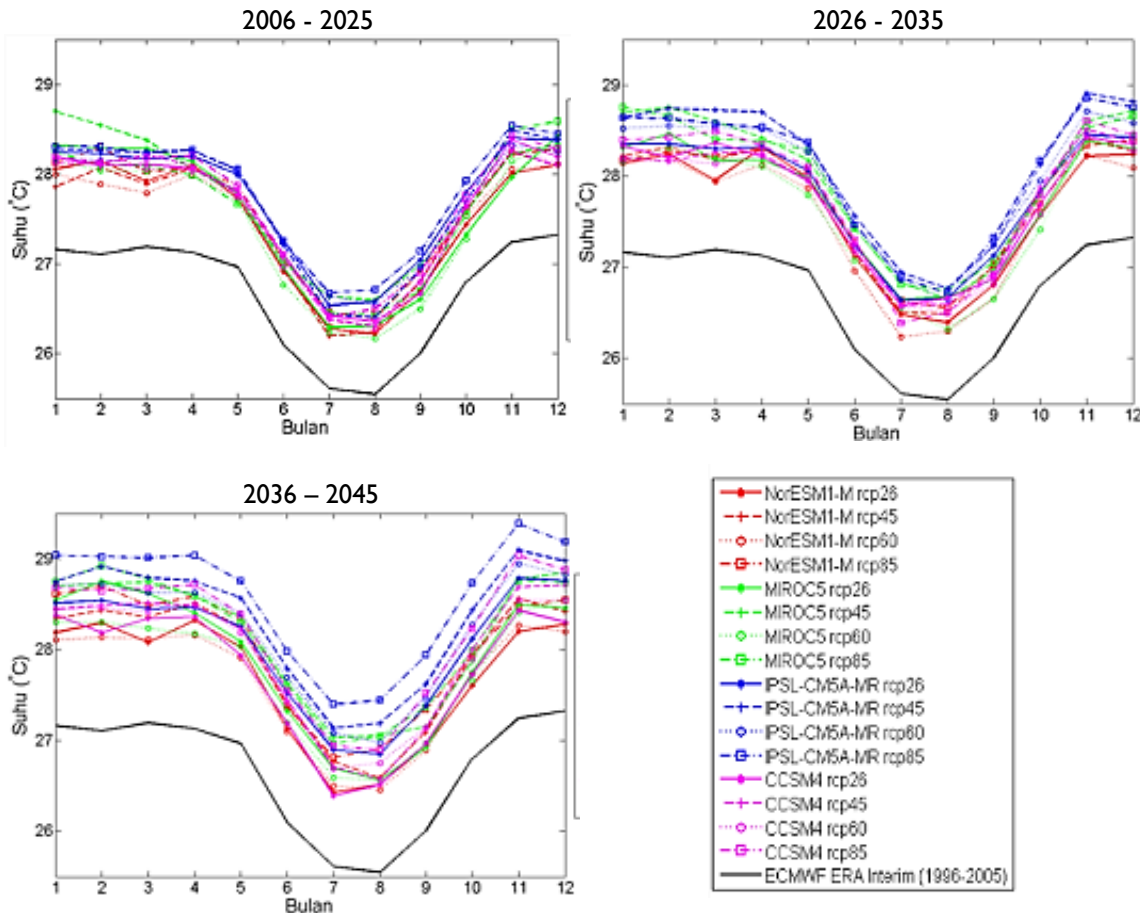 2006 - 2025
29
28
27
26
Suhu (°C)
1 2 3 4 5 6 7 8 9 10 11 12
Bulan
2026 - 2035
29
28
27
26
Suhu (°C)
1 2 3 4 5 6 7 8 9 10 11 12
Bulan
2036 – 2045
29
28
27
26
Suhu (°C)
1 2 3 4 5 6 7 8 9 10 11 12
Bulan
NorESM1-M rcp26
NorESM1-M rcp45
NorESM1-M rcp60
NorESM1-M rcp85
MIROC5 rcp26
MIROC5 rcp45
MIROC5 rcp60
MIROC5 rcp85
IPSL-CM5A-MR rcp26
IPSL-CM5A-MR rcp45
IPSL-CM5A-MR rcp60
IPSL-CM5A-MR rcp85
CCSM4 rcp26
CCSM4 rcp45
CCSM4 rcp60
CCSM4 rcp85
ECMWF ERA Interim (1996-2005)